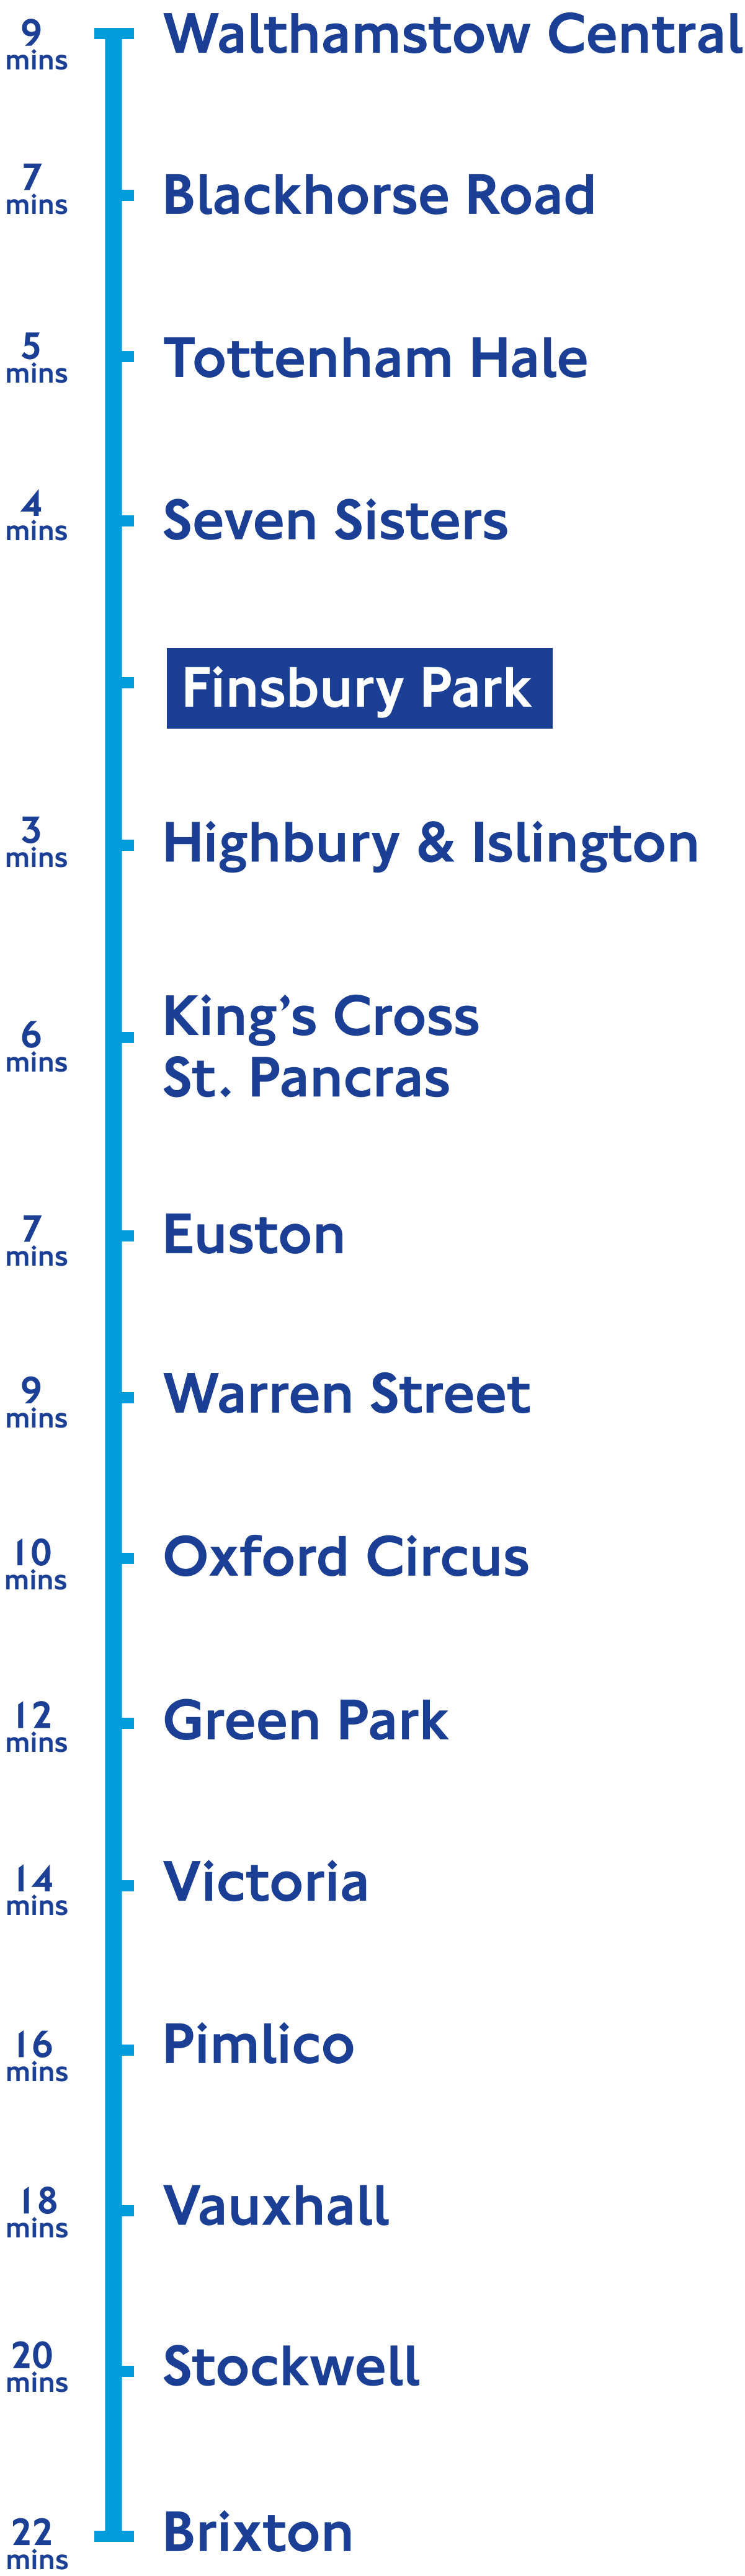 9
mins
Walthamstow Central
7
mins
Blackhorse Road
5
mins
Tottenham Hale
4
mins
Seven Sisters
Finsbury Park
3
mins
Highbury & Islington
6
mins
King’s Cross
St. Pancras
7
mins
Euston
9
mins
Warren Street
10
mins
Oxford Circus
12
mins
Green Park
14
mins
Victoria
16
mins
Pimlico
18
mins
Vauxhall
20
mins
Stockwell
22
mins
Brixton